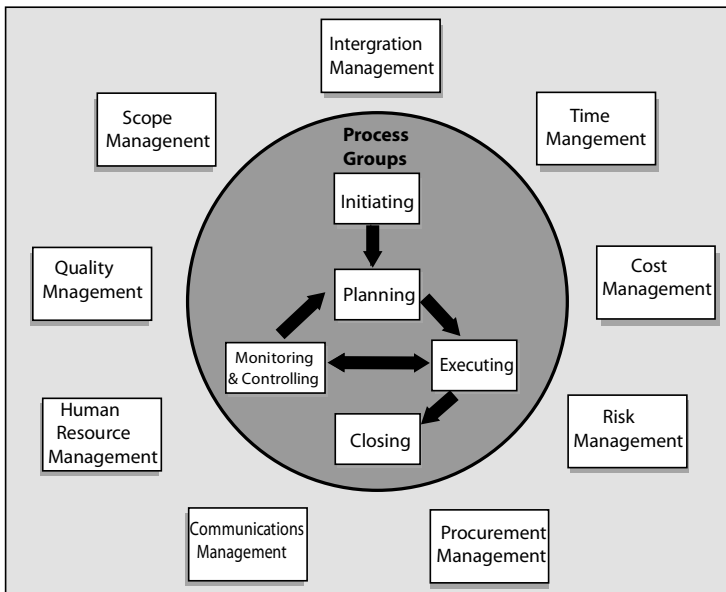 Intergration
Management
Scope
Managenent
Time
Mangement
Process
Groups
Initiating
Quality
Mnagement
Planning
Cost
Management
Monitoring
& Controlling
Executing
Human
Resource
Management
Closing
Risk
Management
Communications
Management
Procurement
Management